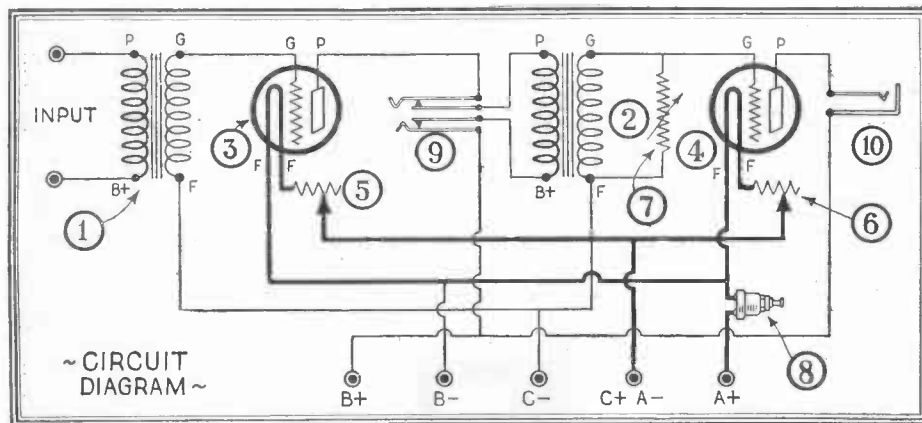 P G G P P G G P
INPUT
2
3 4
9 10
F F F F
5 7 6
B+ F B+ F
1
8
~ CIRCUIT
DIAGRAM ~
B+ B- C- C+ A- A+